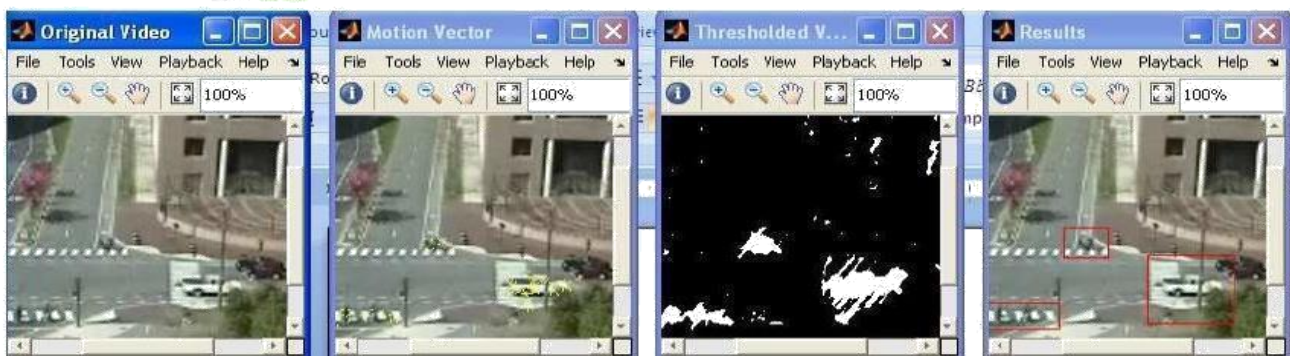 Original Video
File Tools View Playback Help
100%
Motion Vector
File Tools View Playback Help
100%
Thresholded V...
File Tools View Playback Help
100%
Results
File Tools View Playback Help
100%